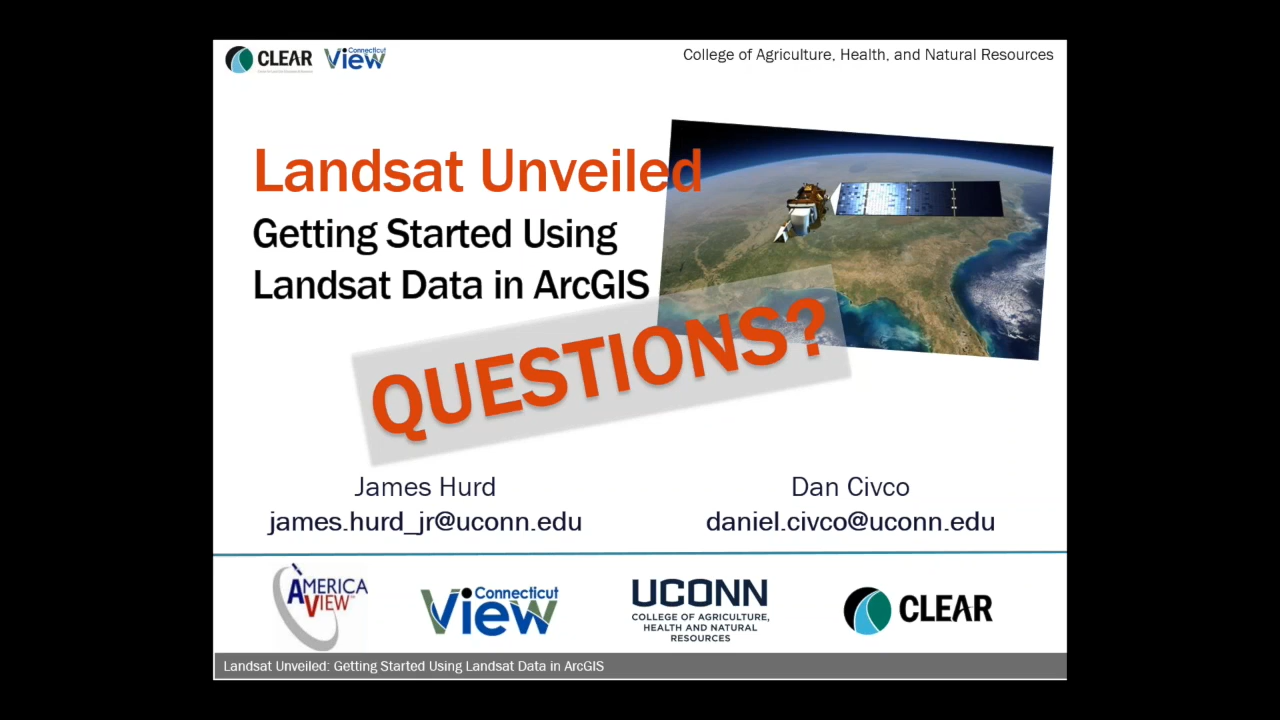 CLEAR
Connecticut
View
College of Agriculture, Health, and Natural Resources
Landsat Unveiled
Getting Started Using
Landsat Data in ArcGIS
QUESTIONS?
James Hurd
james.hurd_jr@uconn.edu
Dan Civco
daniel.civco@uconn.edu
AMERICA
VIEW
Connecticut
View
UCONN
COLLEGE OF AGRICULTURE,
HEALTH AND NATURAL
RESOURCES
CLEAR
Landsat Unveiled: Getting Started Using Landsat Data in ArcGIS